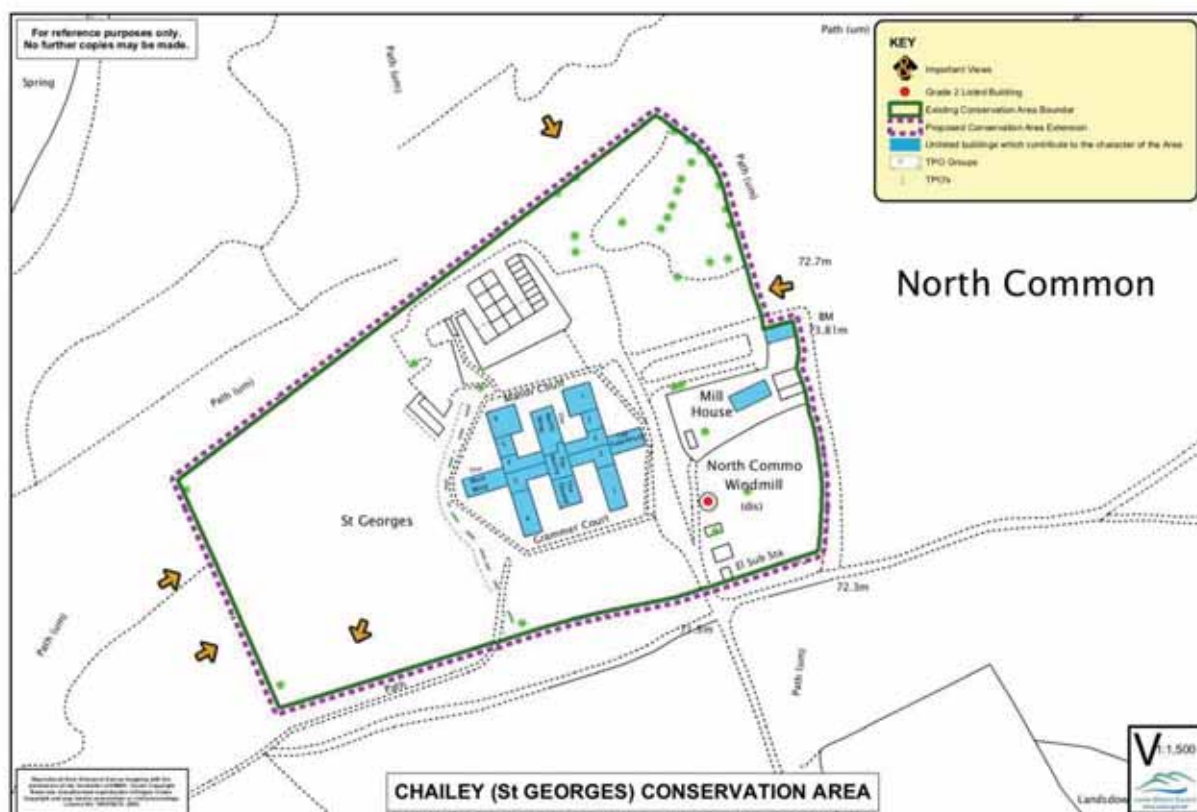 For reference purposes only.
No further copies may be made.
Spring
Path (um)
Path (um)
KEY
Important Views
Grade 2 Listed Building
Existing Conservation Area Boundar
Proposed Conservation Area Extension
Unlisted buildings which contribute to the character of the Area
TPO Groups
TPO's
Path (um)
72.7m
North Common
BM
73.81m
Path (um)
Manor Court
Mill
House
North Commo
Windmill
(dis)
St Georges
Grammer Court
El Sub Sta
72.3m
Path (um)
Path (um)
Path
CHAILEY (St GEORGES) CONSERVATION AREA
1:1,500
Landsdow